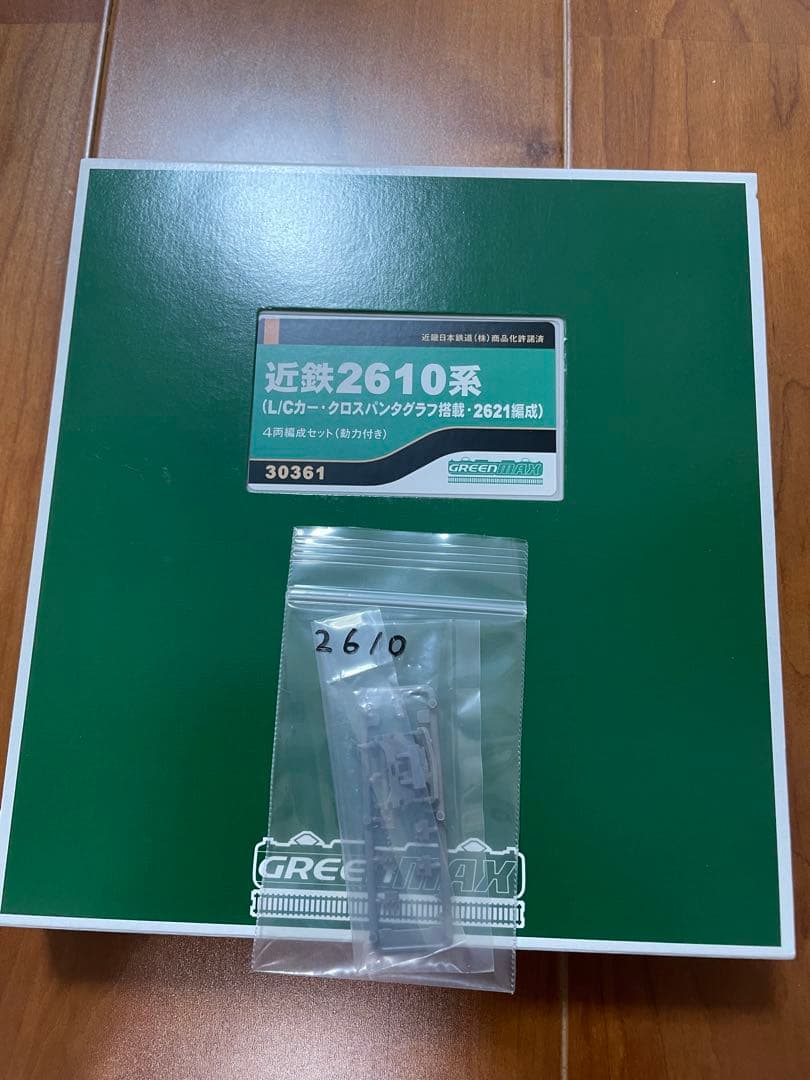 近畿日本鉄道(株)商品化許諾済
近鉄2610系
(L/Cカー・クロスパンタグラフ搭載・2621編成)
4両編成セット(動力付き)
30361
GREENMAX
2610
GREENMAX